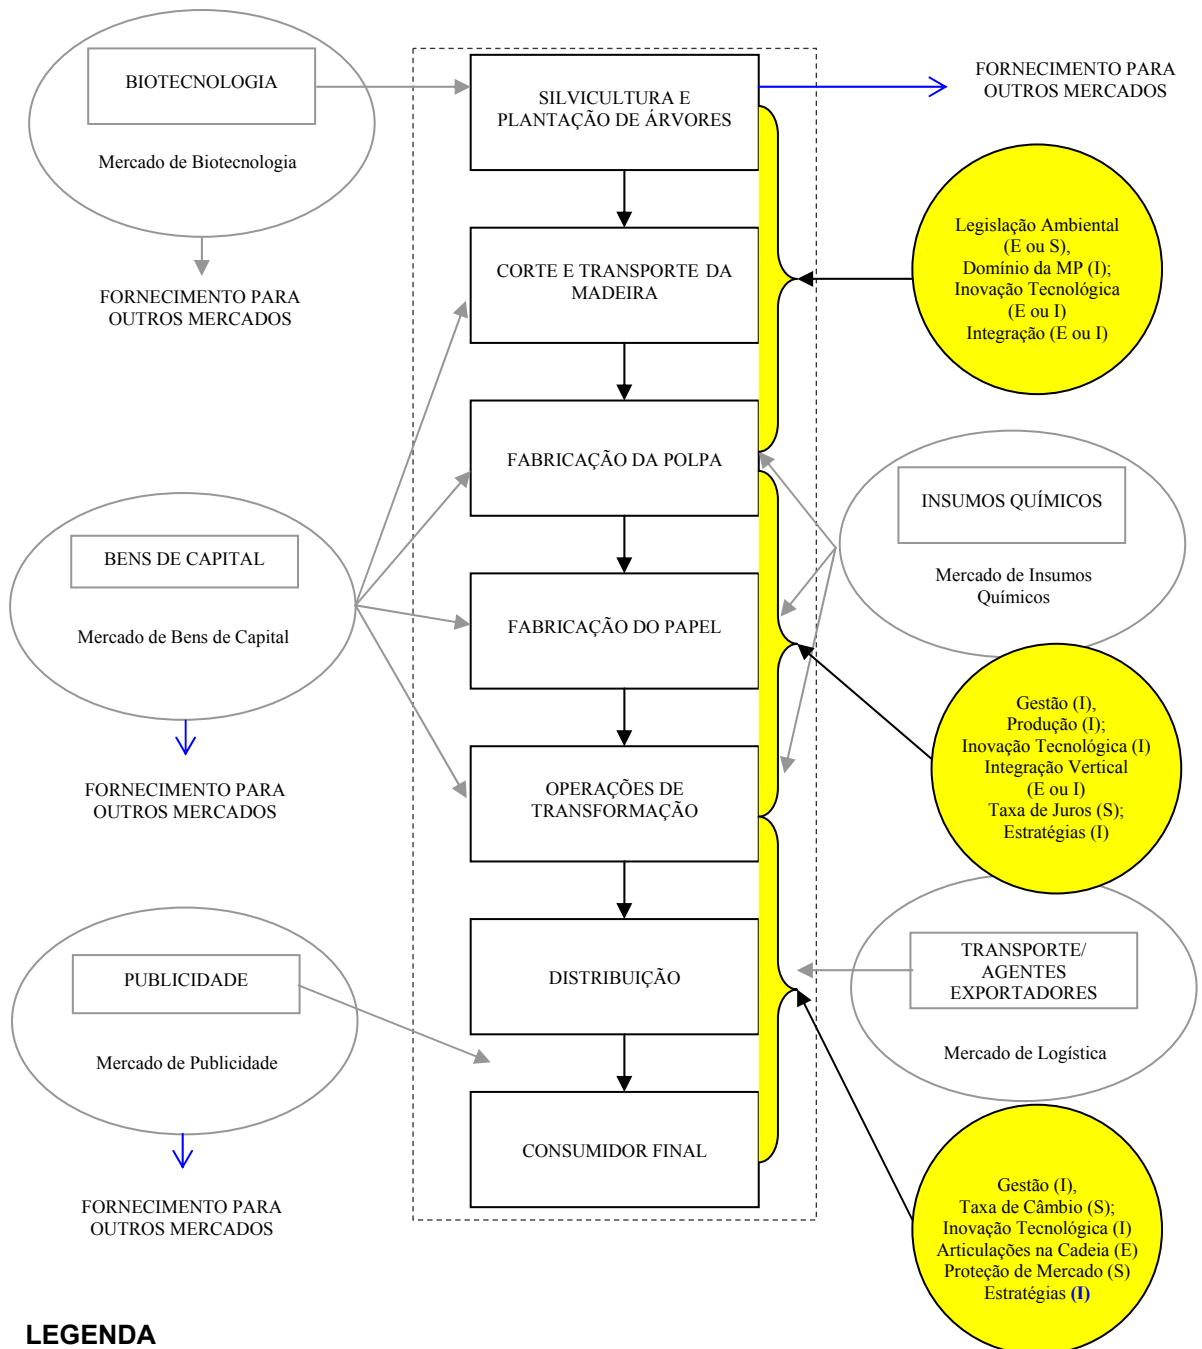 BIOTECNOLOGIA
Mercado de Biotecnologia
FORNECIMENTO PARA
OUTROS MERCADOS
SILVICULTURA E
PLANTAÇÃO DE ÁRVORES
FORNECIMENTO PARA
OUTROS MERCADOS
CORTE E TRANSPORTE DA
MADEIRA
Legislação Ambiental
(E ou S),
Domínio da MP (I);
Inovação Tecnológica
(E ou I)
Integração (E ou I)
FABRICAÇÃO DA POLPA
INSUMOS QUÍMICOS
Mercado de Insumos
Químicos
BENS DE CAPITAL
Mercado de Bens de Capital
FORNECIMENTO PARA
OUTROS MERCADOS
FABRICAÇÃO DO PAPEL
Gestão (I),
Produção (I);
Inovação Tecnológica (I)
Integração Vertical
(E ou I)
Taxa de Juros (S);
Estratégias (I)
OPERAÇÕES DE
TRANSFORMAÇÃO
PUBLICIDADE
Mercado de Publicidade
FORNECIMENTO PARA
OUTROS MERCADOS
DISTRIBUIÇÃO
TRANSPORTE/
AGENTES
EXPORTADORES
Mercado de Logística
CONSUMIDOR FINAL
Gestão (I),
Taxa de Câmbio (S);
Inovação Tecnológica (I)
Articulações na Cadeia (E)
Proteção de Mercado (S)
Estratégias (I)
LEGENDA